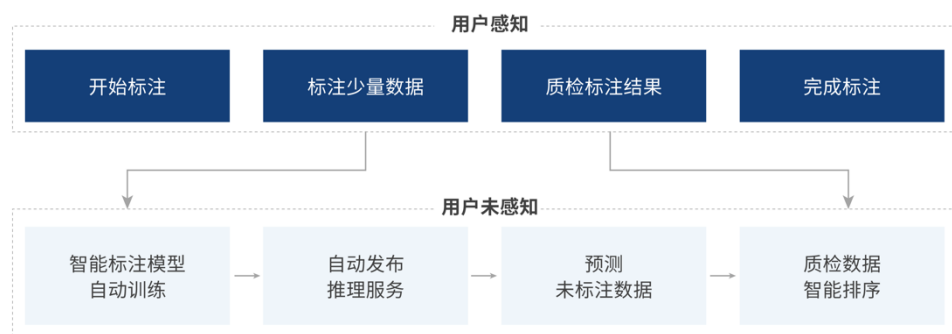 用户感知
开始标注
标注少量数据
质检标注结果
完成标注
用户未感知
智能标注模型
自动训练
自动发布
推理服务
预测
未标注数据
质检数据
智能排序